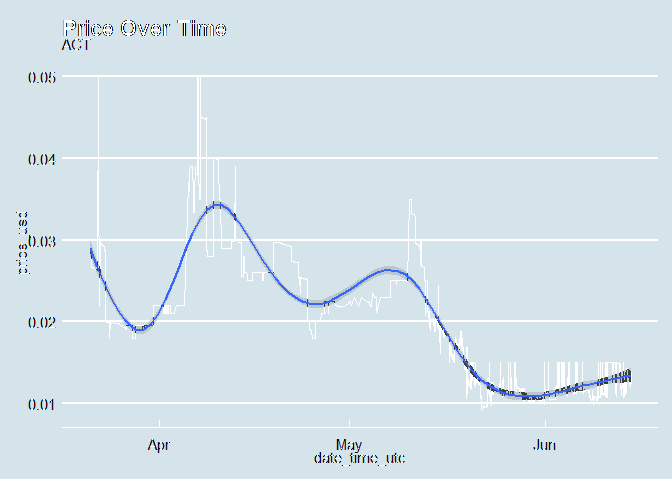 Price Over Time
ACT
0.05
0.04
0.03
0.02
0.01
price_usd
Apr
May
Jun
date_time_utc